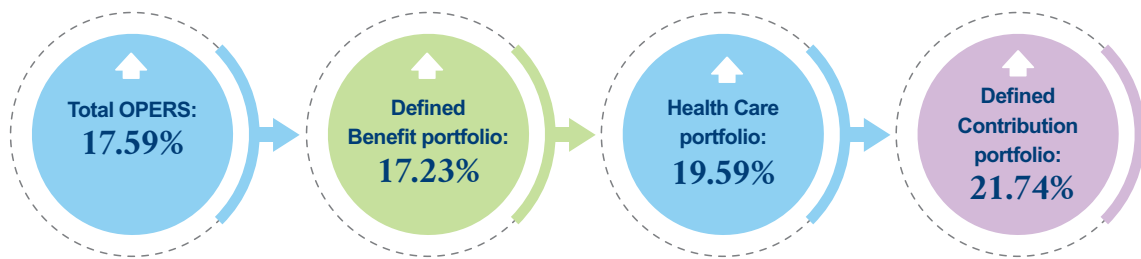 Total OPERS:
17.59%
Defined
Benefit portfolio:
17.23%
Health Care
portfolio:
19.59%
Defined
Contribution
portfolio:
21.74%